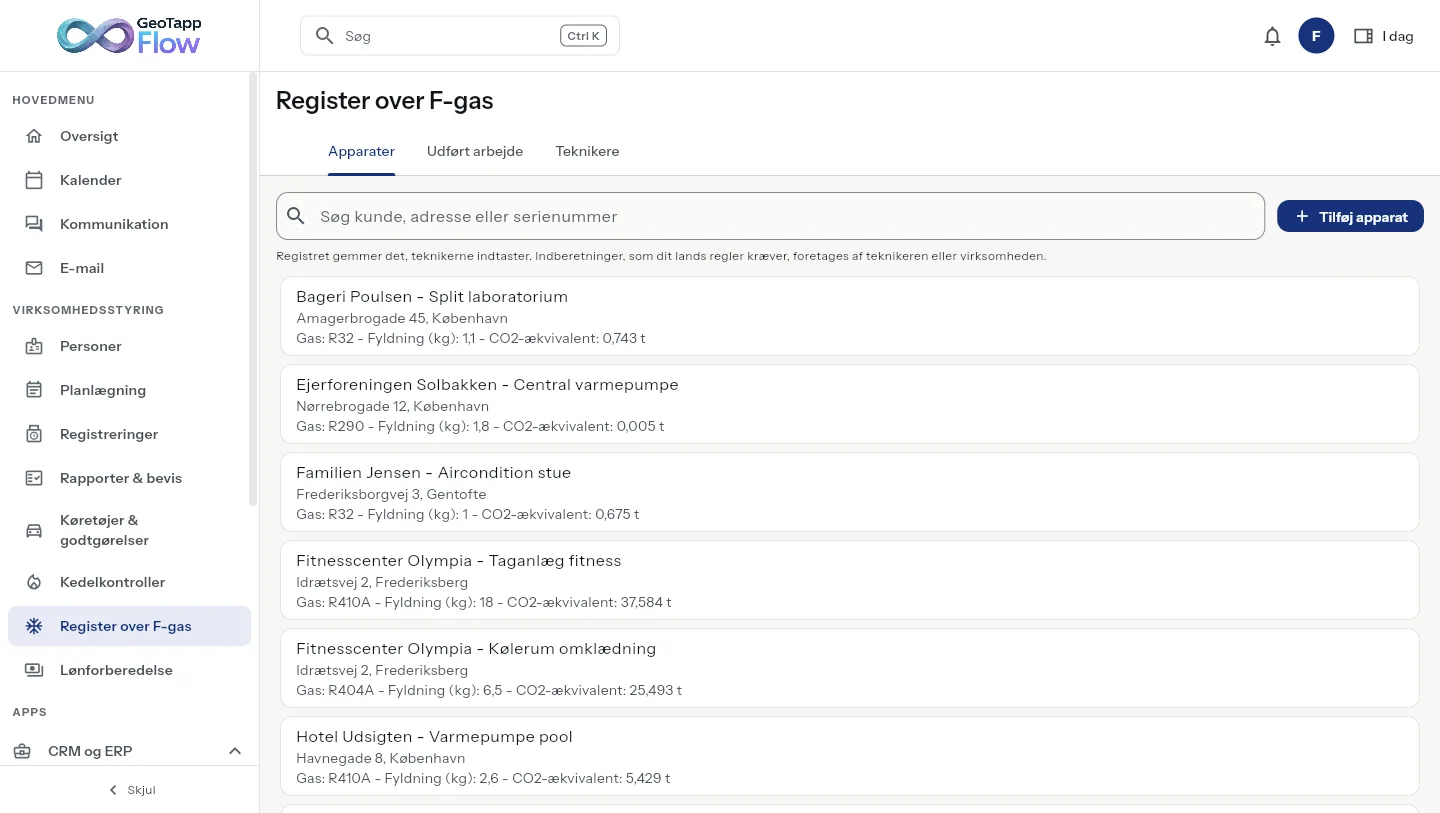 GeoTapp
Flow
Søg
Ctrl K
F
I dag
HOVEDMENU
Oversigt
Kalender
Kommunikation
E-mail
VIRKSOMHEDSSTYRING
Personer
Planlægning
Registreringer
Rapporter & bevis
Køretøjer &
godtgørelser
Kedelkontroller
Register over F-gas
Lønforberedelse
APPS
CRM og ERP
Skjul
Register over F-gas
Apparater
Udført arbejde
Teknikere
Søg kunde, adresse eller serienummer
Tilføj apparat
Registret gemmer det, teknikerne indtaster. Indberetninger, som dit lands regler kræver, foretages af teknikeren eller virksomheden.
Bageri Poulsen - Split laboratorium
Amagerbrogade 45, København
Gas: R32 - Fyldning (kg): 1,1 - CO2-ækvivalent: 0,743 t
Ejerforeningen Solbakken - Central varmepumpe
Nørrebrogade 12, København
Gas: R290 - Fyldning (kg): 1,8 - CO2-ækvivalent: 0,005 t
Familien Jensen - Aircondition stue
Frederiksborgvej 3, Gentofte
Gas: R32 - Fyldning (kg): 1 - CO2-ækvivalent: 0,675 t
Fitnesscenter Olympia - Taganlæg fitness
Idrætsvej 2, Frederiksberg
Gas: R410A - Fyldning (kg): 18 - CO2-ækvivalent: 37,584 t
Fitnesscenter Olympia - Kølerum omklædning
Idrætsvej 2, Frederiksberg
Gas: R404A - Fyldning (kg): 6,5 - CO2-ækvivalent: 25,493 t
Hotel Udsigten - Varmepumpe pool
Havnegade 8, København
Gas: R410A - Fyldning (kg): 2,6 - CO2-ækvivalent: 5,429 t